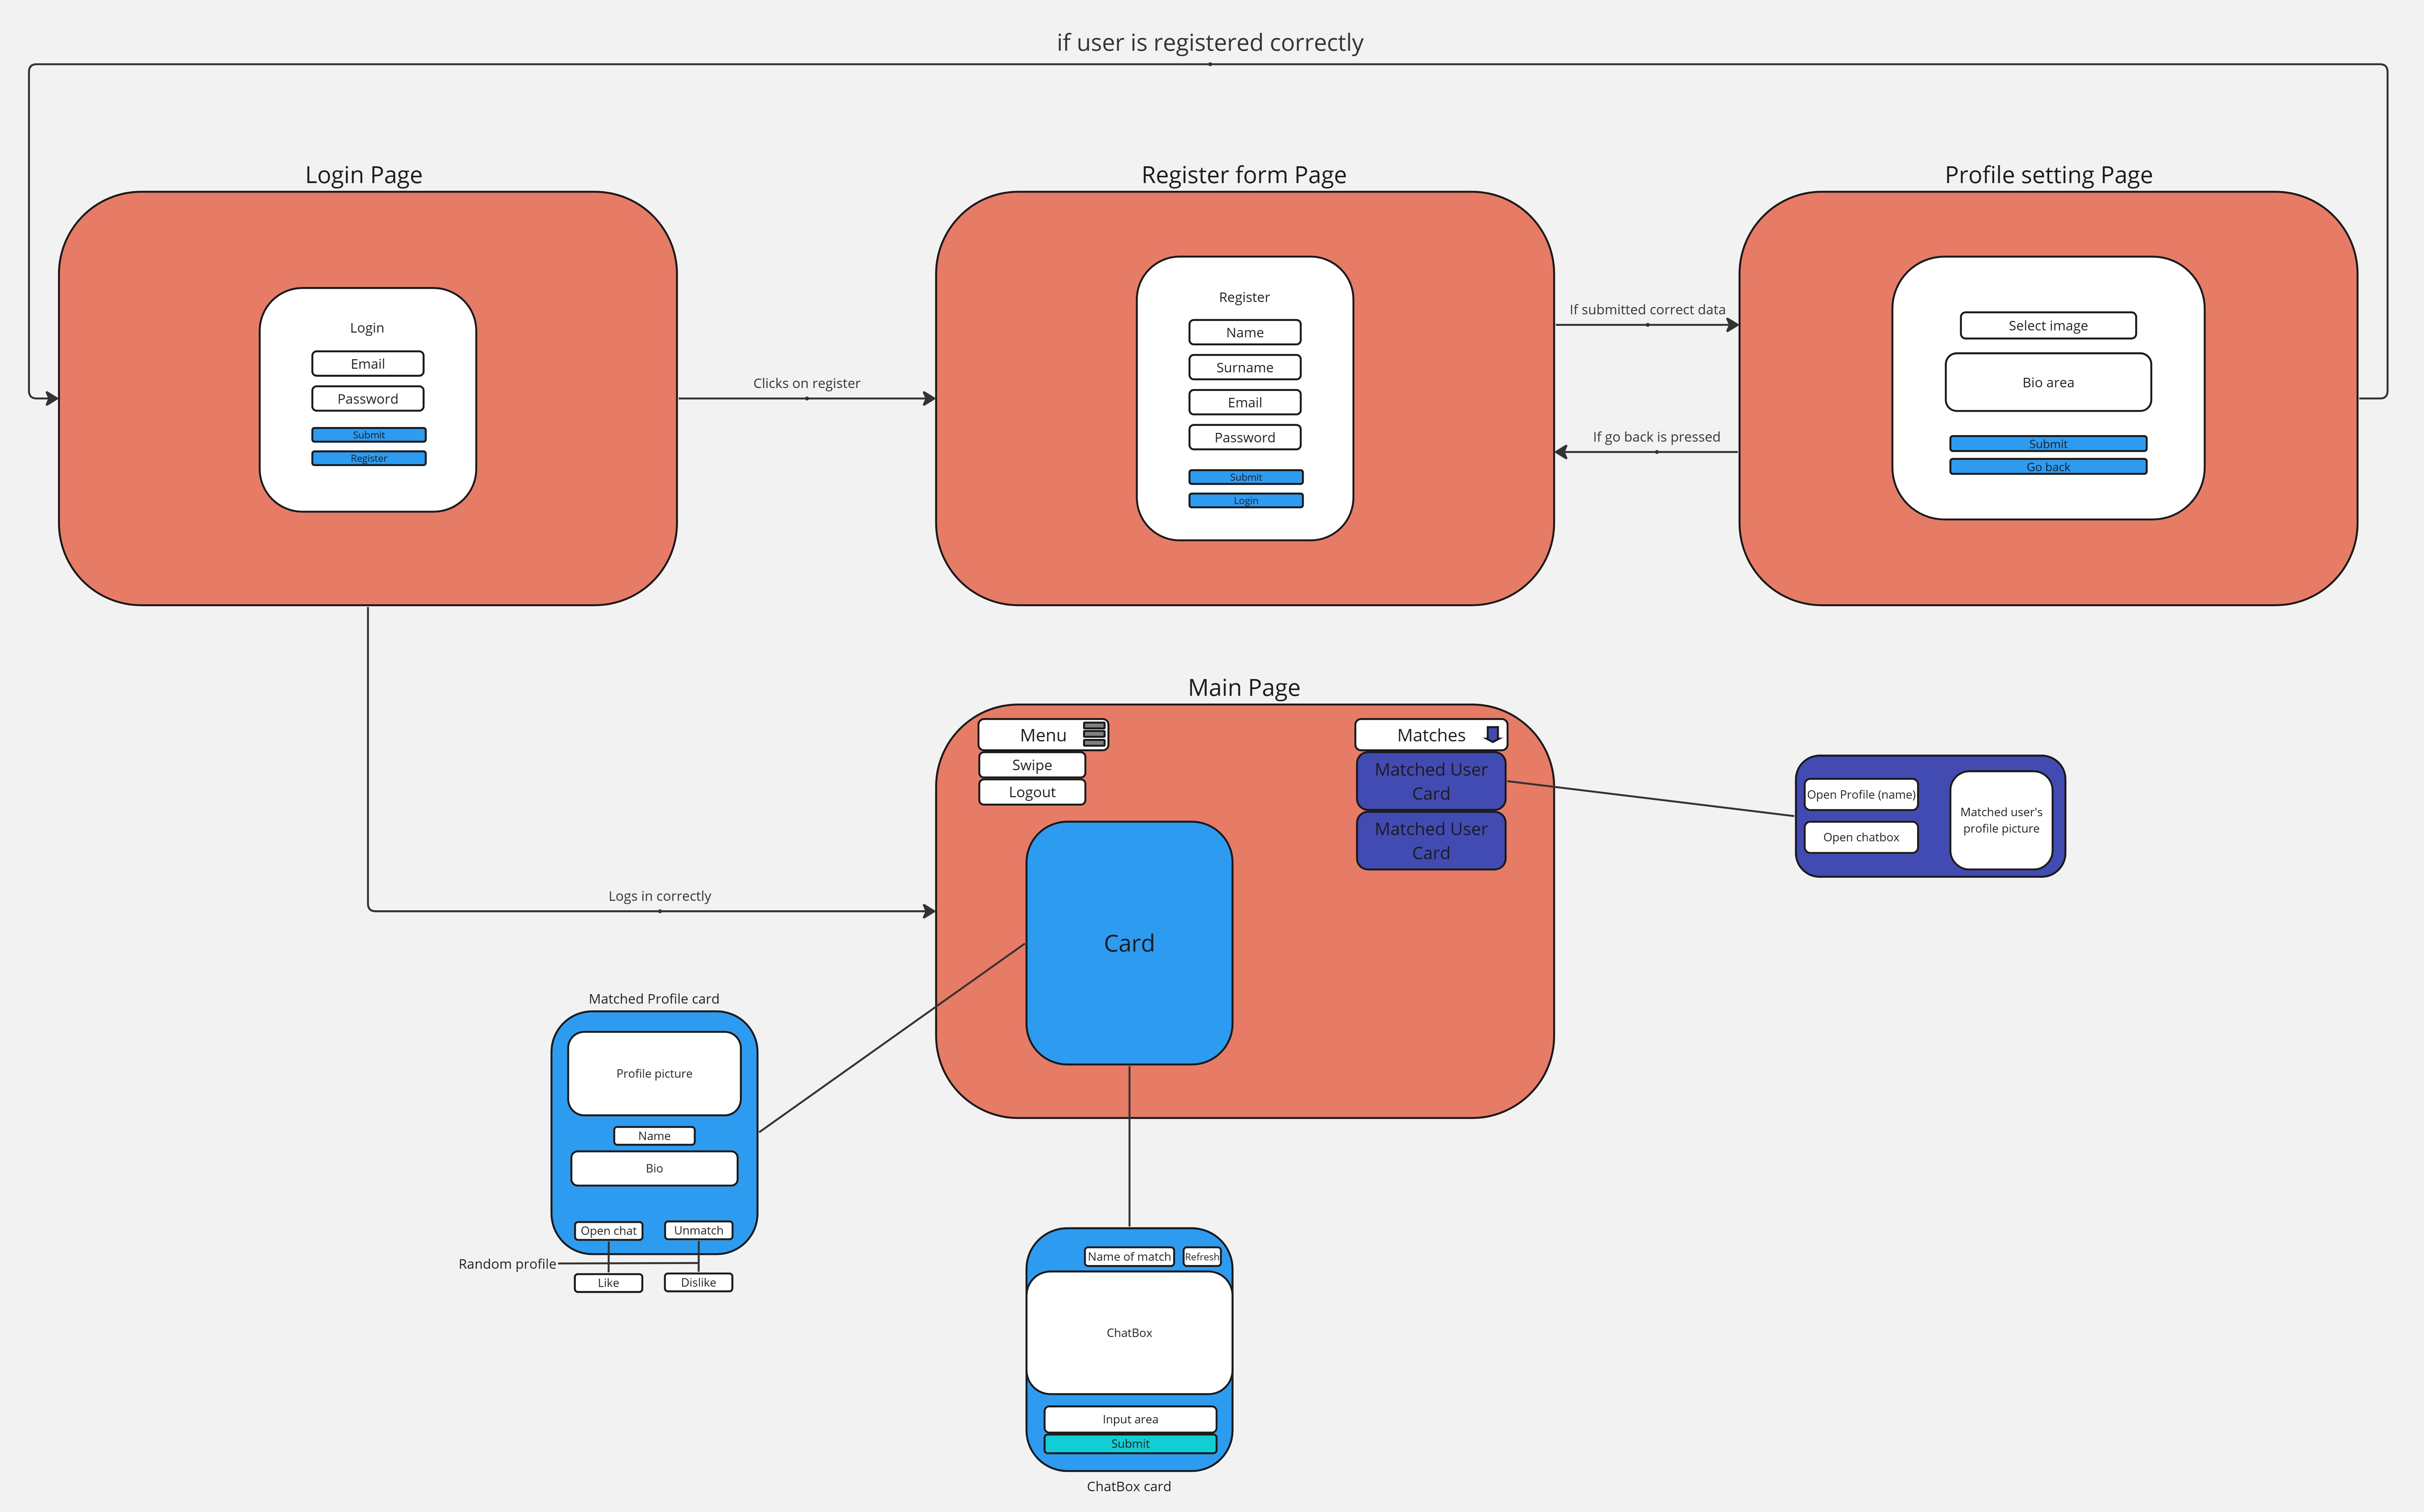 if user is registered correctly
Login Page
Register form Page
Profile setting Page
Login
Email
Password
Submit
Register
Clicks on register
Register
Name
Surname
Email
Password
Submit
Login
If submitted correct data
If go back is pressed
Select image
Bio area
Submit
Go back
Main Page
Menu
Swipe
Logout
Matches
Matched User
Card
Matched User
Card
Open Profile (name)
Open chatbox
Matched user's
profile picture
Logs in correctly
Card
Matched Profile card
Profile picture
Name
Bio
Open chat
Unmatch
Random profile
Like
Dislike
Name of match
Refresh
ChatBox
Input area
Submit
ChatBox card